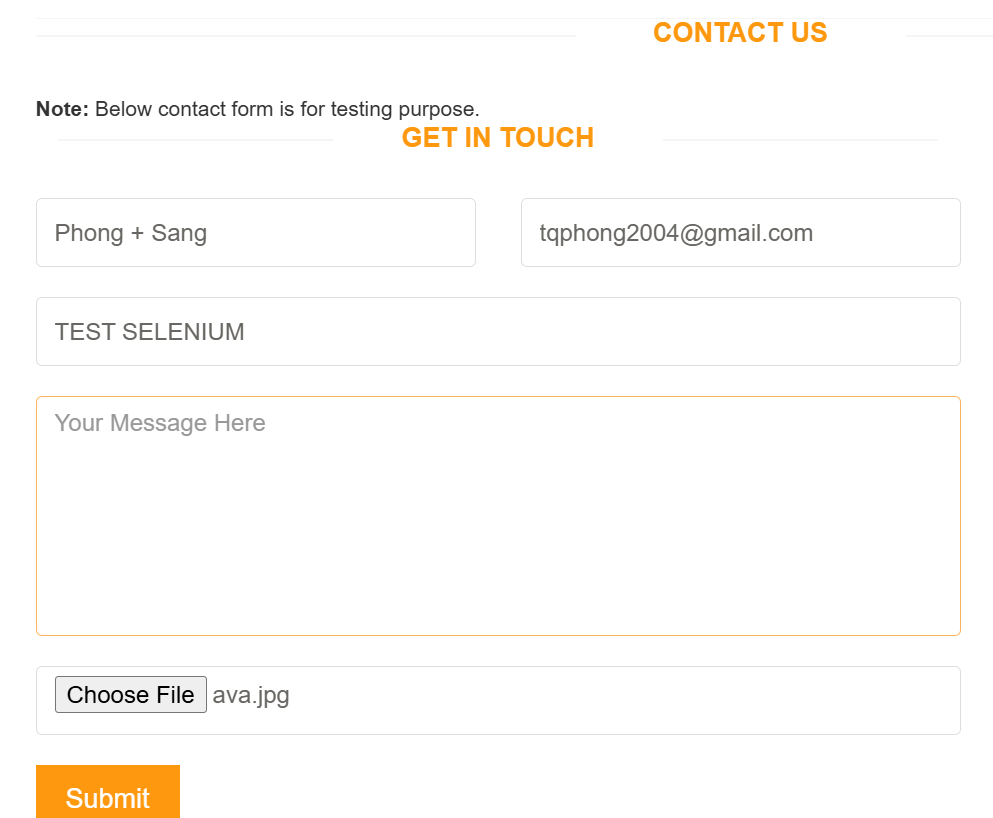 CONTACT US
Note: Below contact form is for testing purpose.
GET IN TOUCH
Phong + Sang
tqphong2004@gmail.com
TEST SELENIUM
Your Message Here
Choose File ava.jpg
Submit